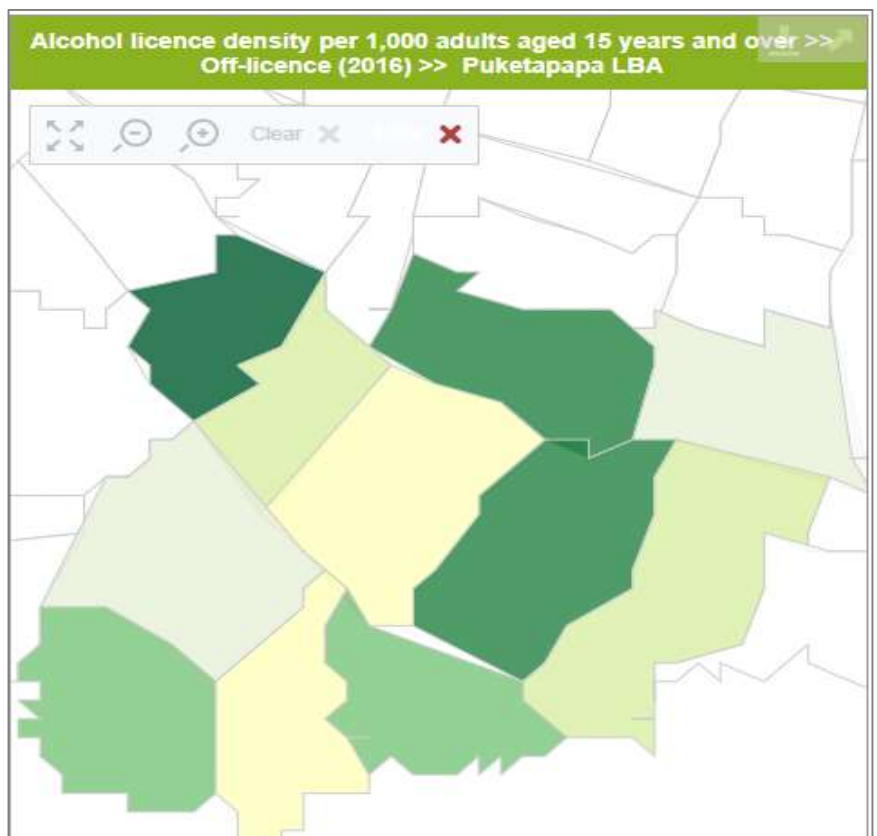 Alcohol licence density per 1,000 adults aged 15 years and over >>
Off-licence (2016) >> Puketapapa LBA
Clear